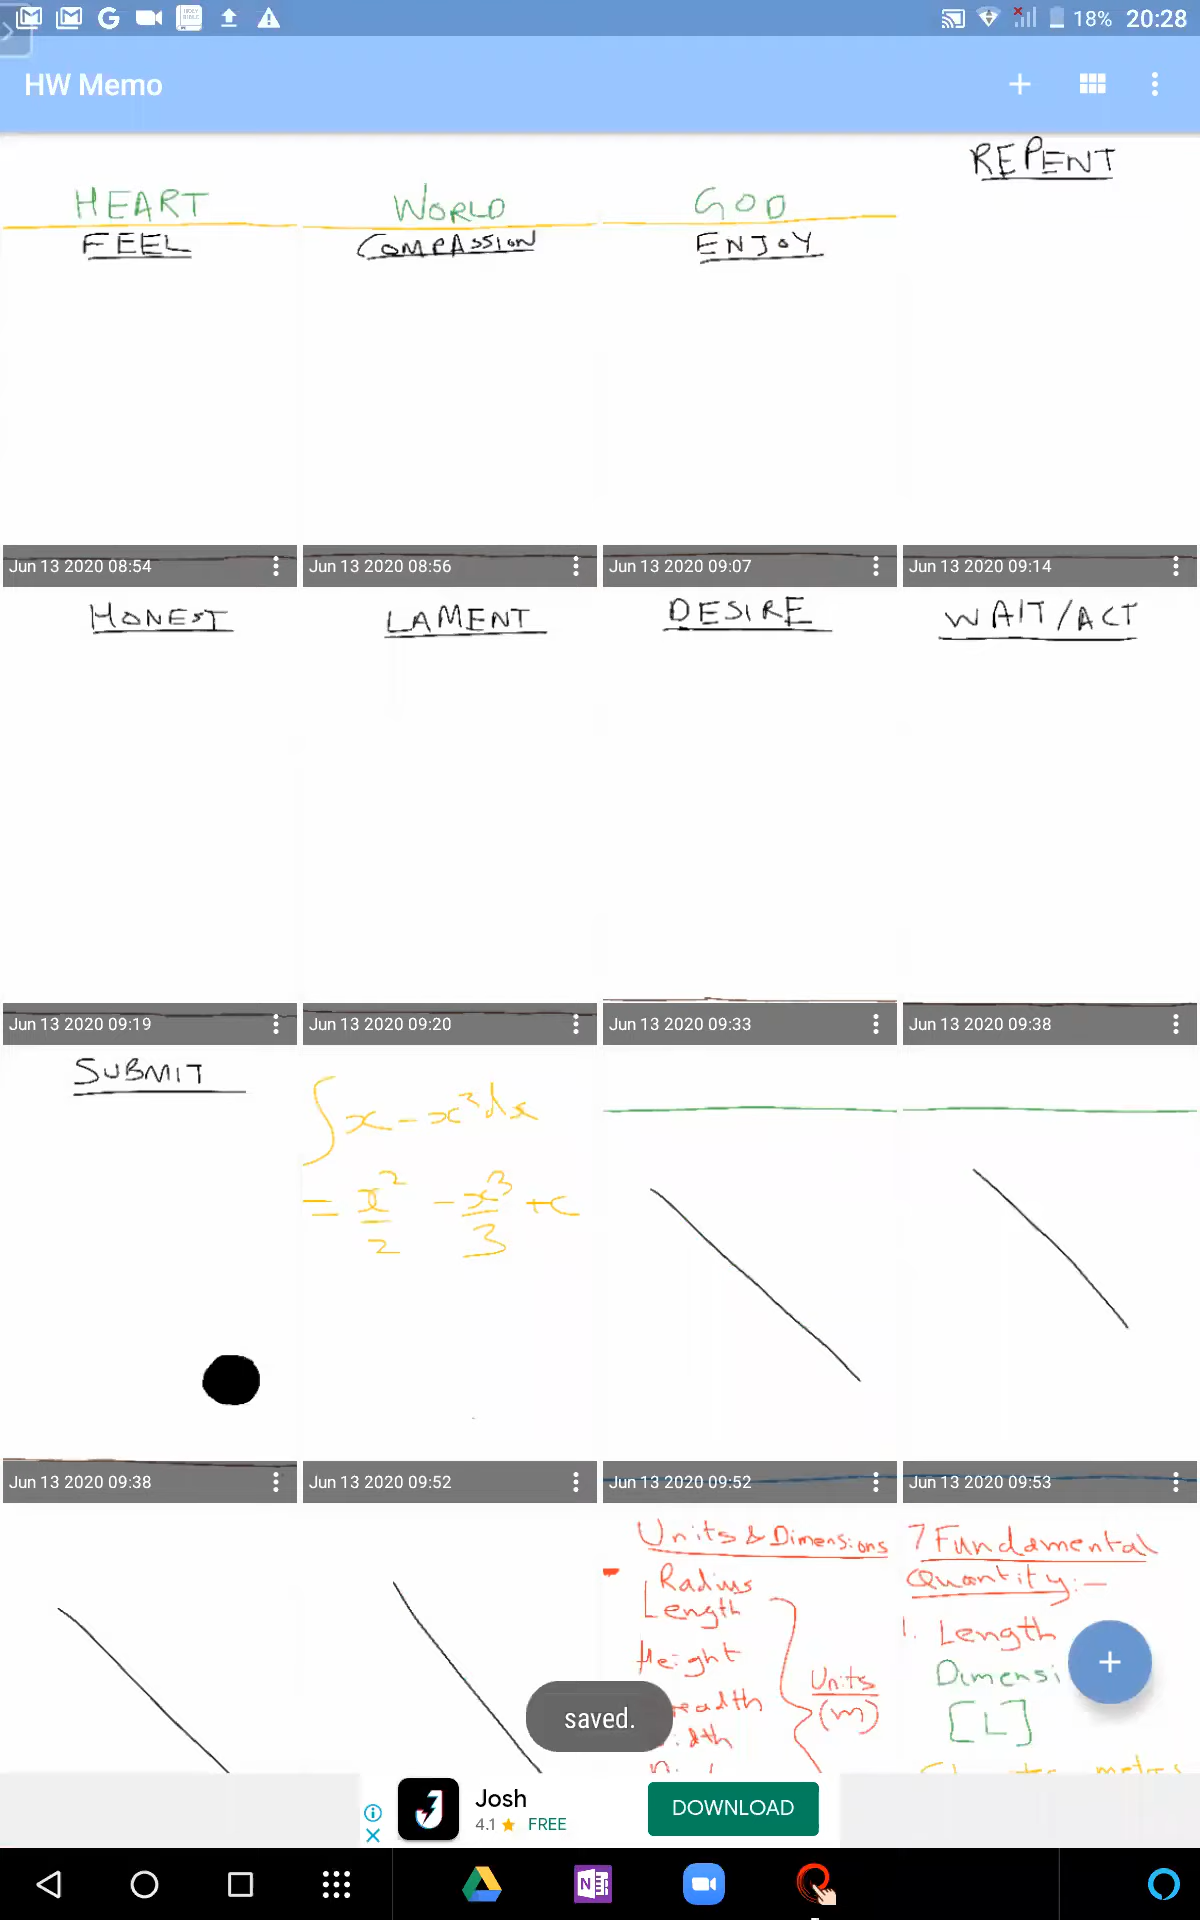 18% 20:28
HW Memo
HEART
FEEL
WORLD
COMPASSION
GOD
ENJOY
REPENT
Jun 13 2020 08:54
Jun 13 2020 08:56
Jun 13 2020 09:07
Jun 13 2020 09:14
HONEST
LAMENT
DESIRE
WAIT/ACT
Jun 13 2020 09:19
Jun 13 2020 09:20
Jun 13 2020 09:33
Jun 13 2020 09:38
SUBMIT
∫x-x²dx
= x²/2 - x³/3 + c
Jun 13 2020 09:38
Jun 13 2020 09:52
Jun 13 2020 09:52
Jun 13 2020 09:53
Units & Dimensions
Radius
Length
Height
Units
(m)
7 Fundamental
Quantity:-
1. Length
Dimensi
[L]
saved.
Josh
4.1 ★ FREE
DOWNLOAD